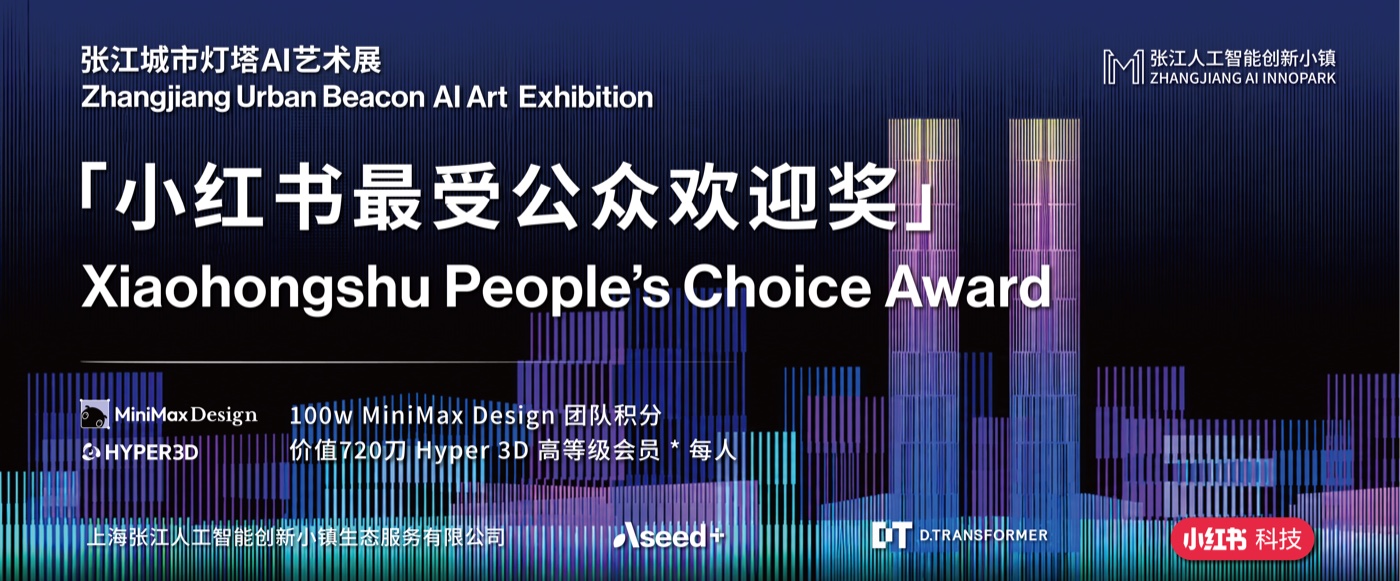 张江城市灯塔AI艺术展
Zhangjiang Urban Beacon AI Art Exhibition
张江人工智能创新小镇
ZHANGJIANG AI INNOPARK
「小红书最受公众欢迎奖」
Xiaohongshu People's Choice Award
MiniMax Design
100w MiniMax Design 团队积分
HYPER3D
价值720刀 Hyper 3D 高等级会员 * 每人
上海张江人工智能创新小镇生态服务有限公司
Aseed+
DT D.TRANSFORMER
小红书 科技